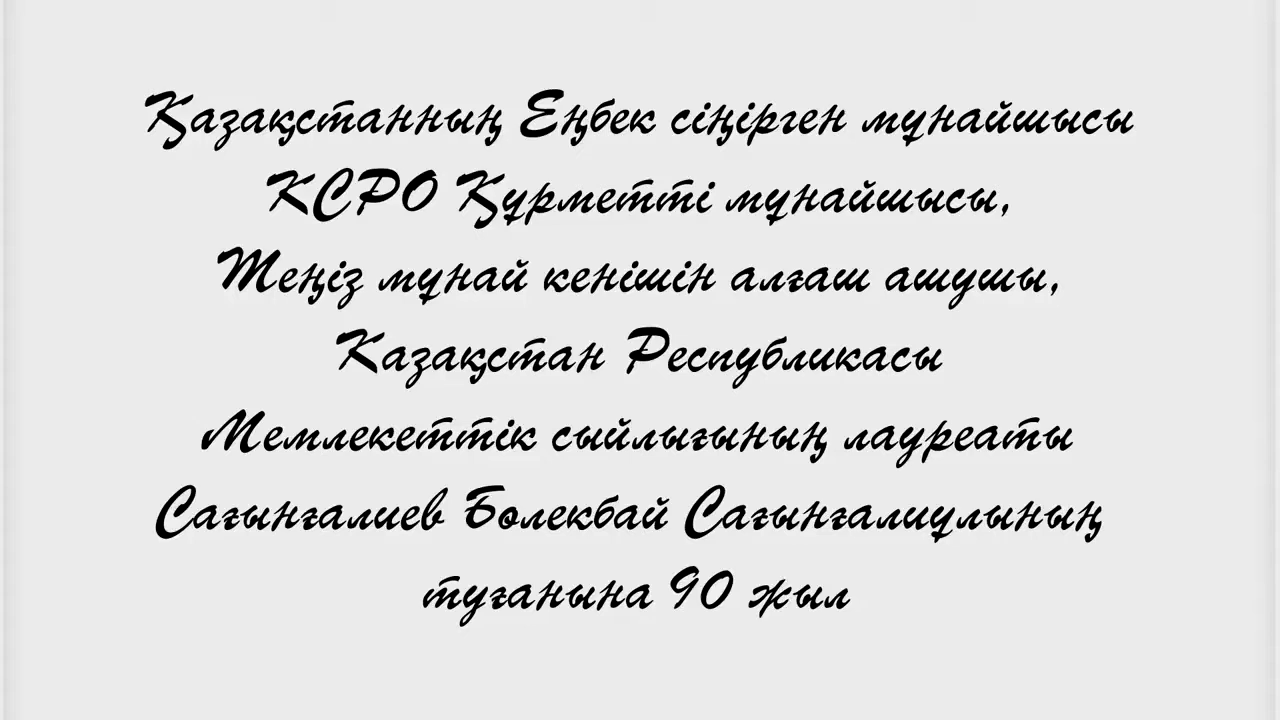 Қазақстанның Еңбек сіңірген мұнайшысы
КСРО Құрметті мұнайшысы,
Теңіз мұнай кенішін алғаш ашушы,
Казақстан Республикасы
Мемлекеттік сыйлығының лауреаты
Сағынғалиев Бөлекбай Сағынғалиұлының
туғанына 90 жыл